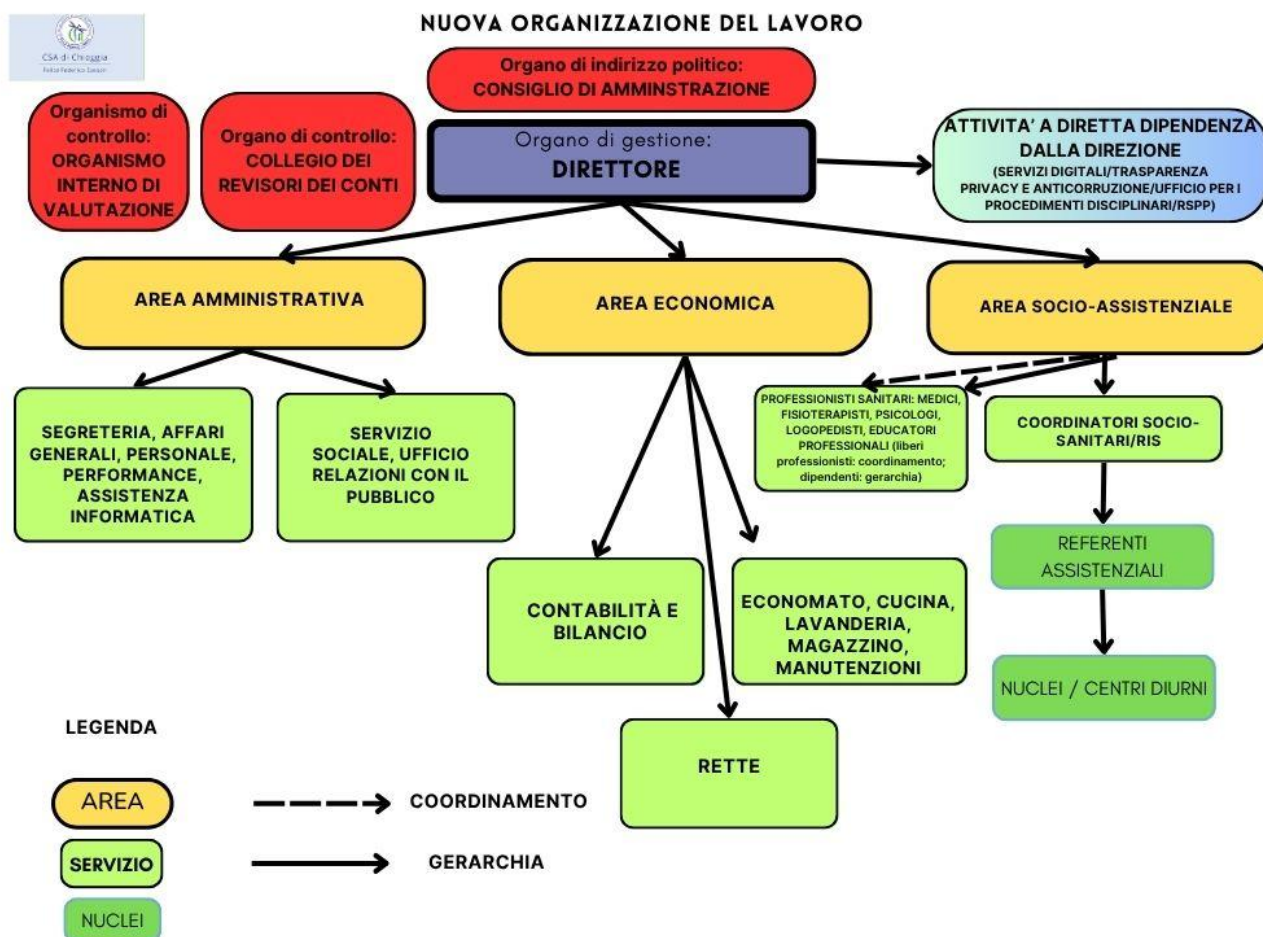 NUOVA ORGANIZZAZIONE DEL LAVORO
CSA di Chioggia
Organo di indirizzo politico:
CONSIGLIO DI AMMINSTRAZIONE
Organismo di
controllo:
ORGANISMO
INTERNO DI
VALUTAZIONE
Organo di controllo:
COLLEGIO DEI
REVISORI DEI CONTI
Organo di gestione:
DIRETTORE
ATTIVITA' A DIRETTA DIPENDENZA
DALLA DIREZIONE
(SERVIZI DIGITALI/TRASPARENZA
PRIVACY E ANTICORRUZIONE/UFFICIO PER I
PROCEDIMENTI DISCIPLINARI/RSPP)
AREA AMMINISTRATIVA
AREA ECONOMICA
AREA SOCIO-ASSISTENZIALE
SEGRETERIA, AFFARI
GENERALI, PERSONALE,
PERFORMANCE,
ASSISTENZA
INFORMATICA
SERVIZIO
SOCIALE, UFFICIO
RELAZIONI CON IL
PUBBLICO
PROFESSIONISTI SANITARI: MEDICI,
FISIOTERAPISTI, PSICOLOGI,
LOGOPEDISTI, EDUCATORI
PROFESSIONALI (liberi
professionisti: coordinamento;
dipendenti: gerarchia)
COORDINATORI SOCIO-
SANITARI/RIS
REFERENTI
ASSISTENZIALI
NUCLEI / CENTRI DIURNI
CONTABILITÀ E
BILANCIO
ECONOMATO, CUCINA,
LAVANDERIA,
MAGAZZINO,
MANUTENZIONI
RETTE
LEGENDA
AREA
COORDINAMENTO
SERVIZIO
GERARCHIA
NUCLEI